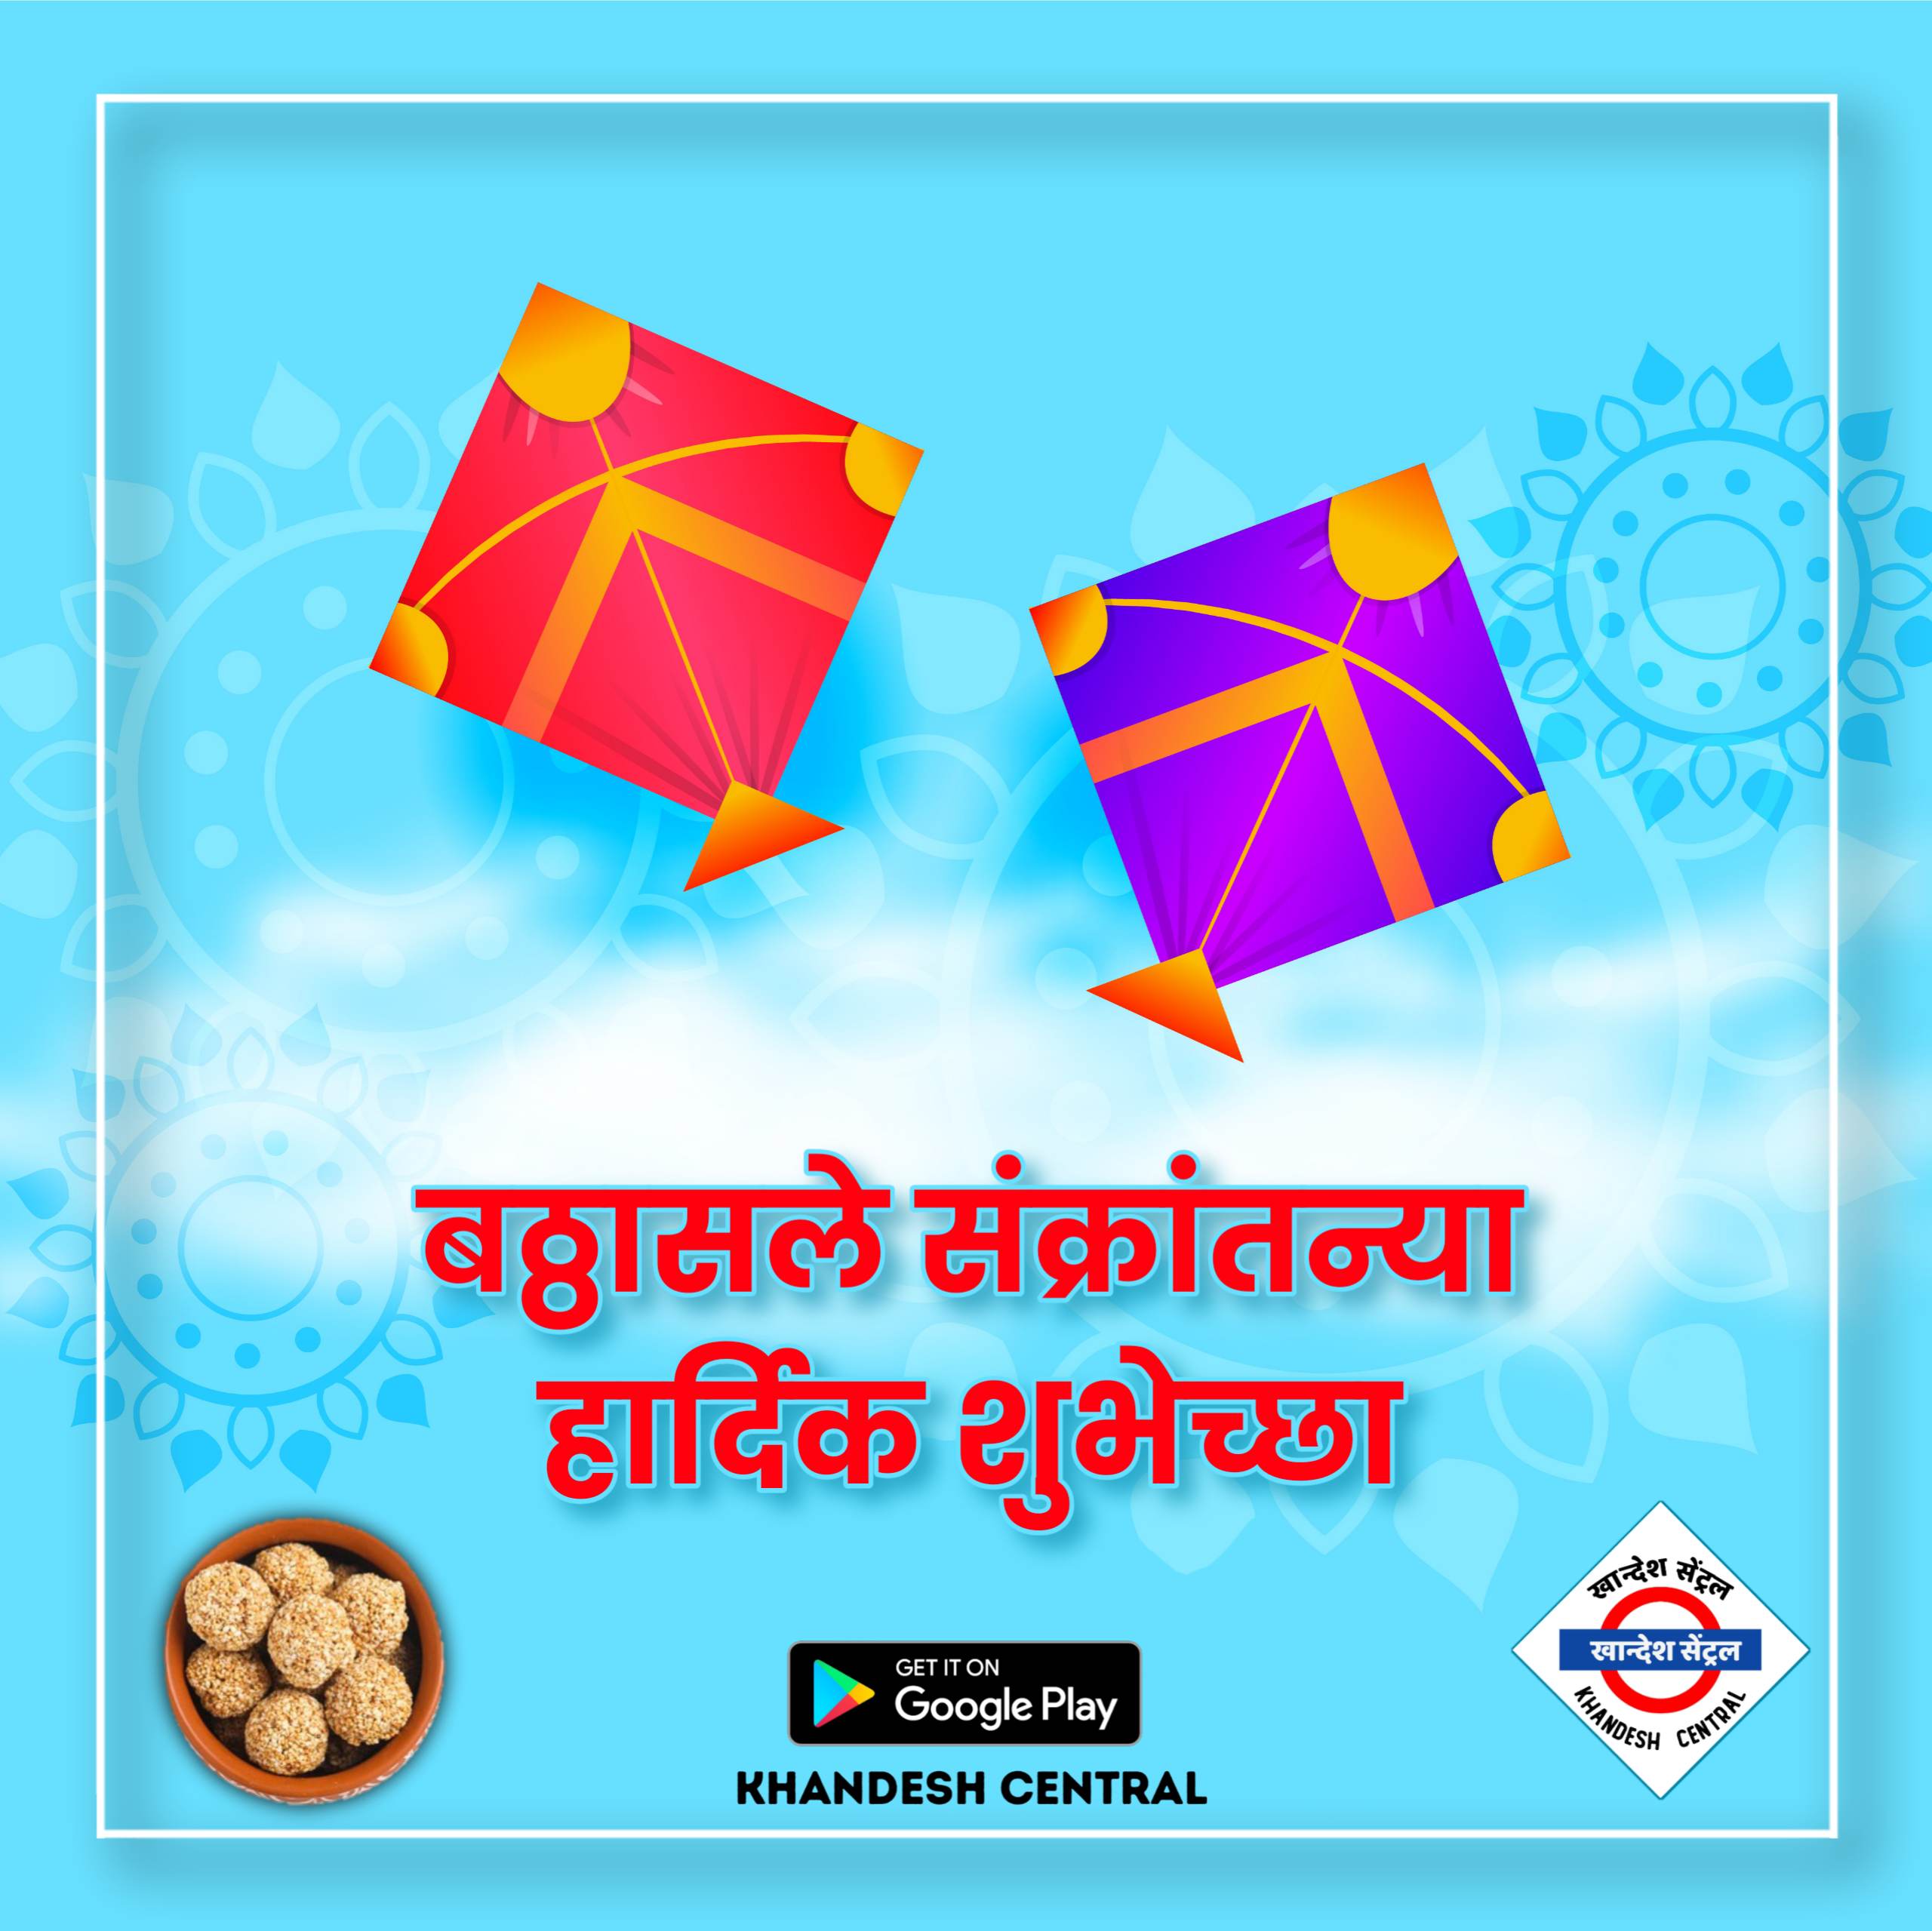 बठ्ठासले संक्रांतन्या
हार्दिक शुभेच्छा
GET IT ON
Google Play
KHANDESH CENTRAL
खान्देश सेंट्रल
खान्देश सेंट्रल
KHANDESH CENTRAL